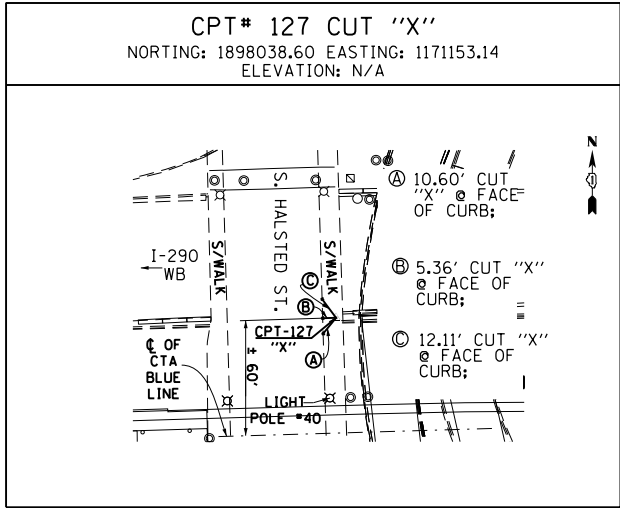 CPT# 127 CUT "X"
NORTING: 1898038.60 EASTING: 1171153.14
ELEVATION: N/A
N
Ⓐ 10.60' CUT
"X" @ FACE
OF CURB;
S. HALSTED ST.
S/WALK
S/WALK
I-290
WB
Ⓑ 5.36' CUT "X"
@ FACE OF
CURB;
Ⓒ
Ⓑ
CPT-127
"X"
Ⓐ
Ⓒ 12.11' CUT "X"
@ FACE OF
CURB;
℄ OF
CTA
BLUE
LINE
± 60'
LIGHT
POLE #40